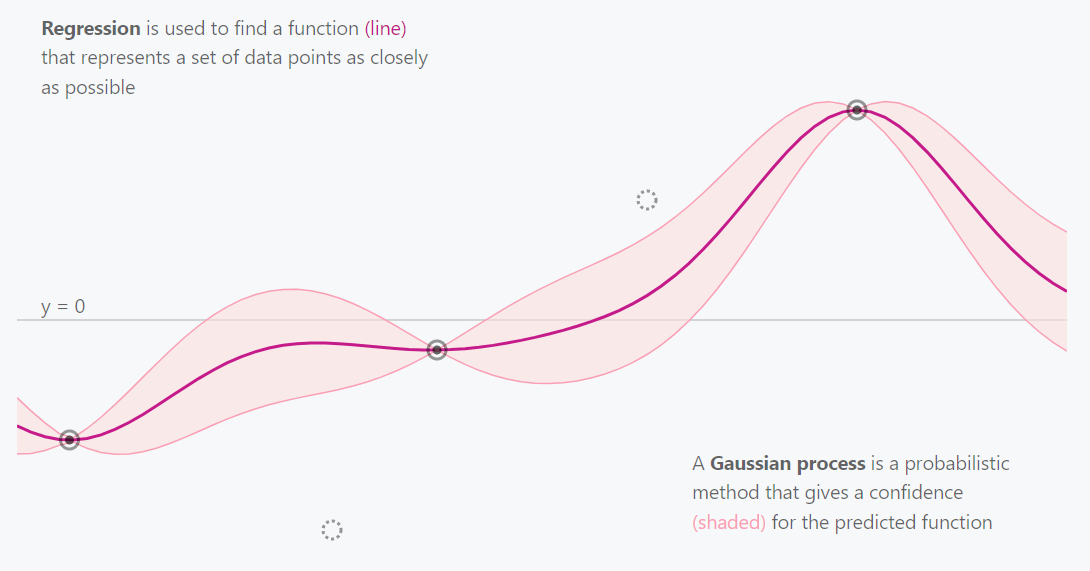 Regression is used to find a function (line)
that represents a set of data points as closely
as possible
y = 0
A Gaussian process is a probabilistic
method that gives a confidence
(shaded) for the predicted function